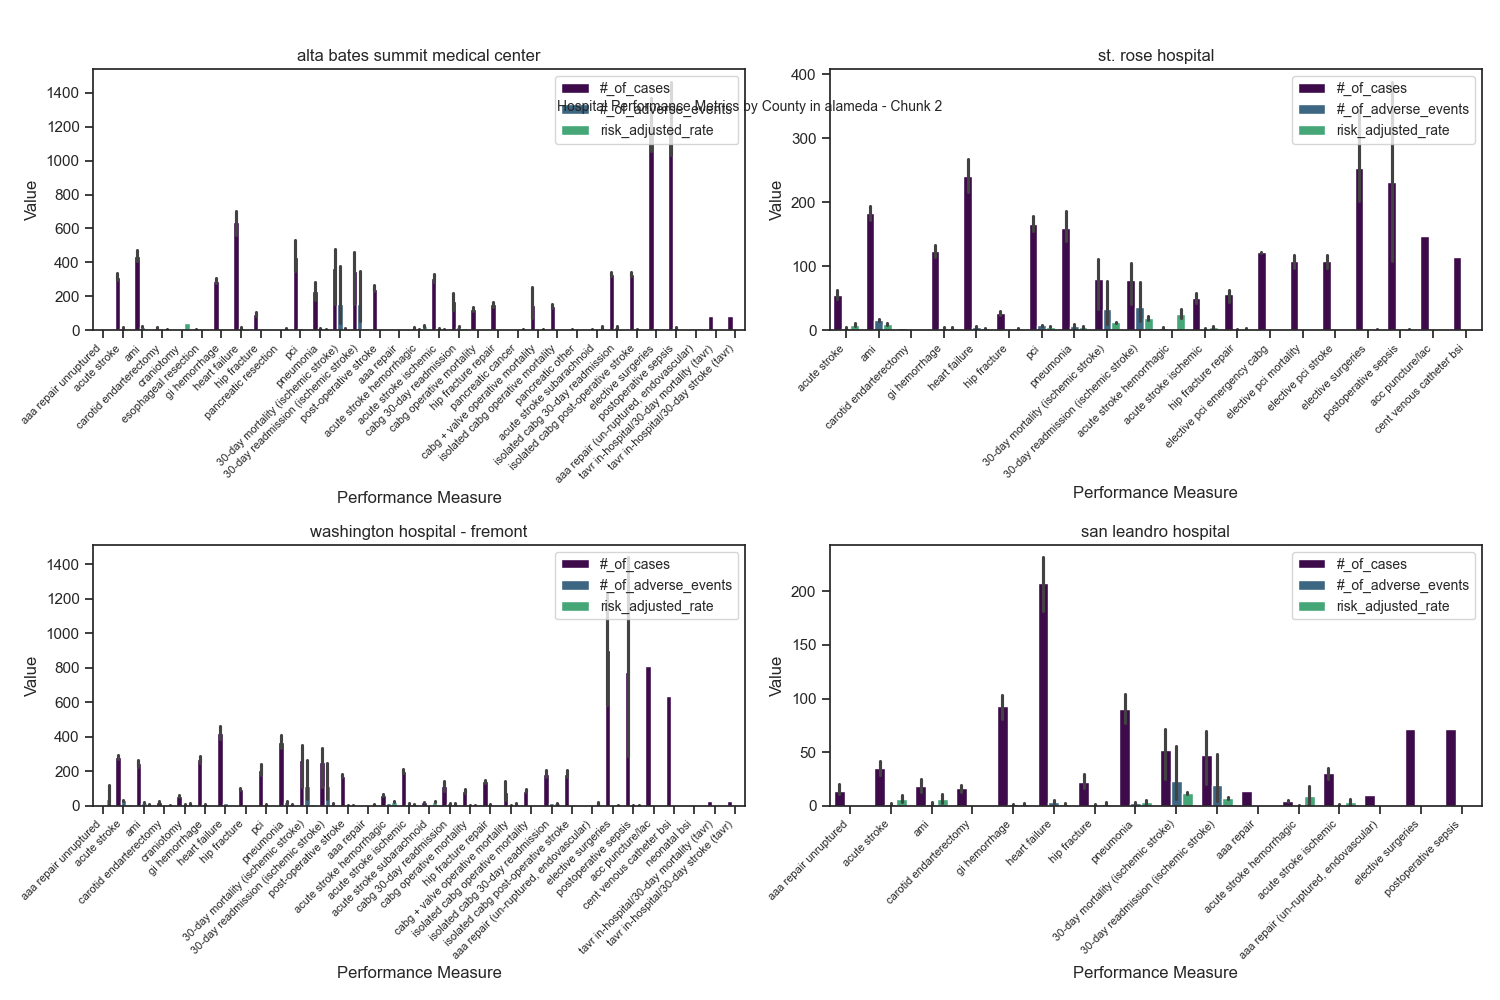 alta bates summit medical center
#_of_cases
#_of_adverse_events
risk_adjusted_rate
Value
1400
1200
1000
800
600
400
200
0
aaa repair unruptured
acute stroke
ami
carotid endarterectomy
craniotomy
esophageal resection
gi hemorrhage
heart failure
hip fracture
pancreatic resection
pci
pneumonia
30-day mortality (ischemic stroke)
30-day readmission (ischemic stroke)
post-operative stroke
aaa repair
acute stroke hemorrhagic
acute stroke ischemic
cabg 30-day readmission
cabg operative mortality
hip fracture repair
pancreatic cancer
cabg + valve operative mortality
isolated cabg operative mortality
pancreatic other
acute stroke subarachnoid
isolated cabg 30-day readmission
isolated cabg post-operative stroke
elective surgeries
postoperative sepsis
aaa repair (un-ruptured, endovascular)
tavr in-hospital/30-day mortality (tavr)
tavr in-hospital/30-day stroke (tavr)
Performance Measure
Hospital Performance Metrics by County in alameda - Chunk 2
st. rose hospital
#_of_cases
#_of_adverse_events
risk_adjusted_rate
Value
400
300
200
100
0
acute stroke
ami
carotid endarterectomy
gi hemorrhage
heart failure
hip fracture
pci
pneumonia
30-day mortality (ischemic stroke)
30-day readmission (ischemic stroke)
acute stroke hemorrhagic
acute stroke ischemic
hip fracture repair
elective pci emergency cabg
elective pci mortality
elective pci stroke
elective surgeries
postoperative sepsis
acc puncture/lac
cent venous catheter bsi
Performance Measure
washington hospital - fremont
#_of_cases
#_of_adverse_events
risk_adjusted_rate
Value
1400
1200
1000
800
600
400
200
0
aaa repair unruptured
acute stroke
ami
carotid endarterectomy
craniotomy
gi hemorrhage
heart failure
hip fracture
pci
pneumonia
30-day mortality (ischemic stroke)
30-day readmission (ischemic stroke)
post-operative stroke
aaa repair
acute stroke hemorrhagic
acute stroke ischemic
acute stroke subarachnoid
cabg 30-day readmission
cabg operative mortality
hip fracture repair
cabg + valve operative mortality
isolated cabg operative mortality
isolated cabg 30-day readmission
isolated cabg post-operative stroke
aaa repair (un-ruptured, endovascular)
elective surgeries
postoperative sepsis
acc puncture/lac
cent venous catheter bsi
neonatal bsi
tavr in-hospital/30-day mortality (tavr)
tavr in-hospital/30-day stroke (tavr)
Performance Measure
san leandro hospital
#_of_cases
#_of_adverse_events
risk_adjusted_rate
Value
200
150
100
50
0
aaa repair unruptured
acute stroke
ami
carotid endarterectomy
gi hemorrhage
heart failure
hip fracture
pneumonia
30-day mortality (ischemic stroke)
30-day readmission (ischemic stroke)
aaa repair
acute stroke hemorrhagic
acute stroke ischemic
aaa repair (un-ruptured, endovascular)
elective surgeries
postoperative sepsis
Performance Measure